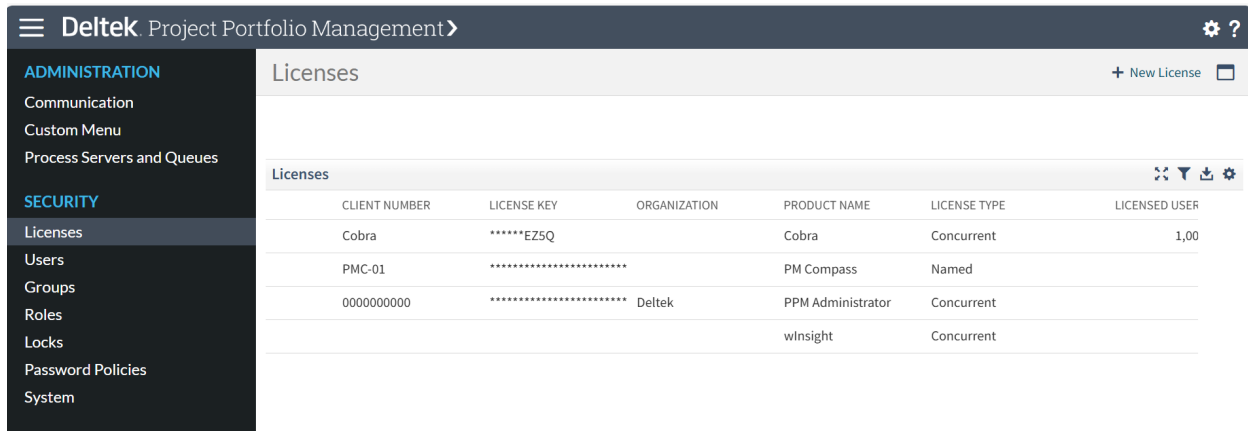 Deltek. Project Portfolio Management
?
ADMINISTRATION
Communication
Custom Menu
Process Servers and Queues
SECURITY
Licenses
Users
Groups
Roles
Locks
Password Policies
System
Licenses
+ New License
Licenses
CLIENT NUMBER LICENSE KEY ORGANIZATION PRODUCT NAME LICENSE TYPE LICENSED USER
Cobra ******EZ5Q Cobra Concurrent 1,00
PMC-01 ************************ PM Compass Named
0000000000 ************************ Deltek PPM Administrator Concurrent
wInsight Concurrent